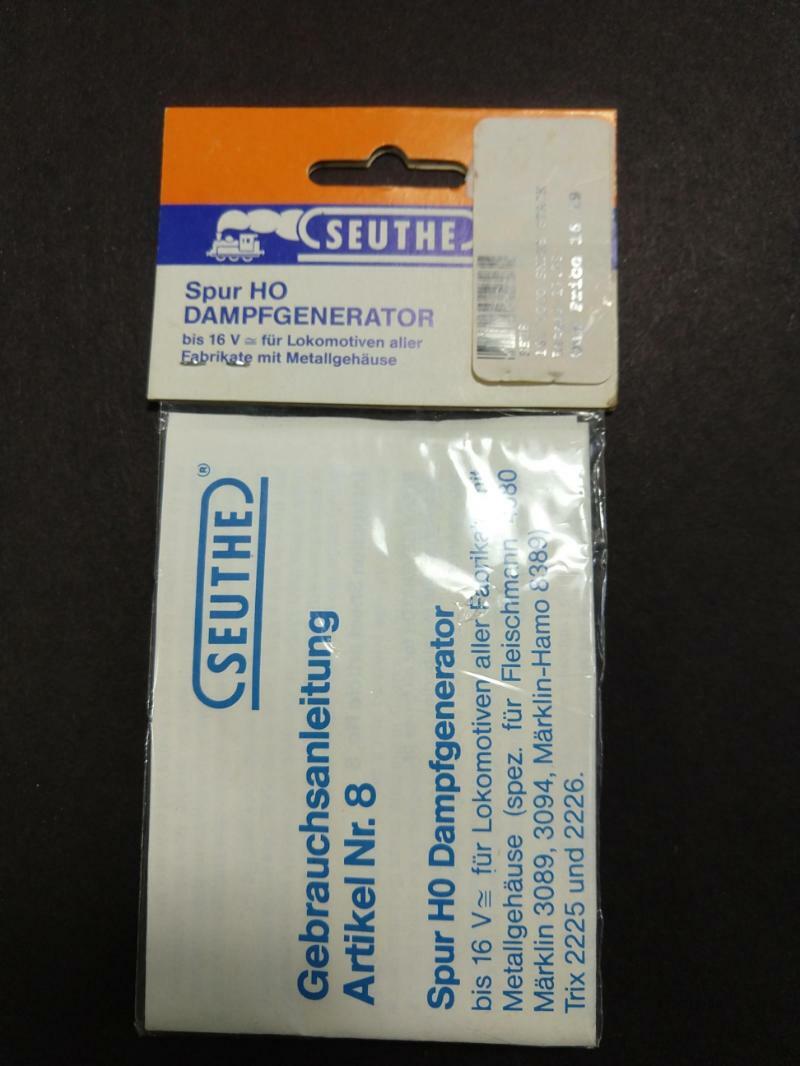 SEUTHE
Spur HO
DAMPFGENERATOR
bis 16 V ≂ für Lokomotiven aller
Fabrikate mit Metallgehäuse
Price 16
SEUTHE®
Gebrauchsanleitung
Artikel Nr. 8
Spur H0 Dampfgenerator
bis 16 V ≂ für Lokomotiven aller Fabrikate mit
Metallgehäuse (spez. für Fleischmann
Märklin 3089, 3094, Märklin-Hamo 8389)
Trix 2225 und 2226.